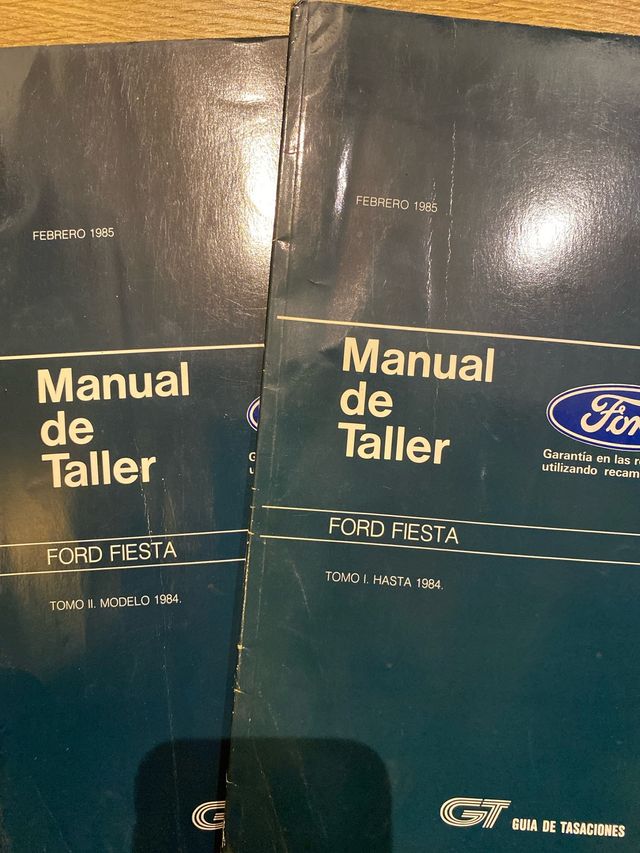 FEBRERO 1985
Manual
de
Taller
FORD FIESTA
TOMO II. MODELO 1984.
FEBRERO 1985
Manual
de
Taller
Ford
Garantía en las
utilizando
FORD FIESTA
TOMO I. HASTA 1984.
GT GUIA DE TASACIONES